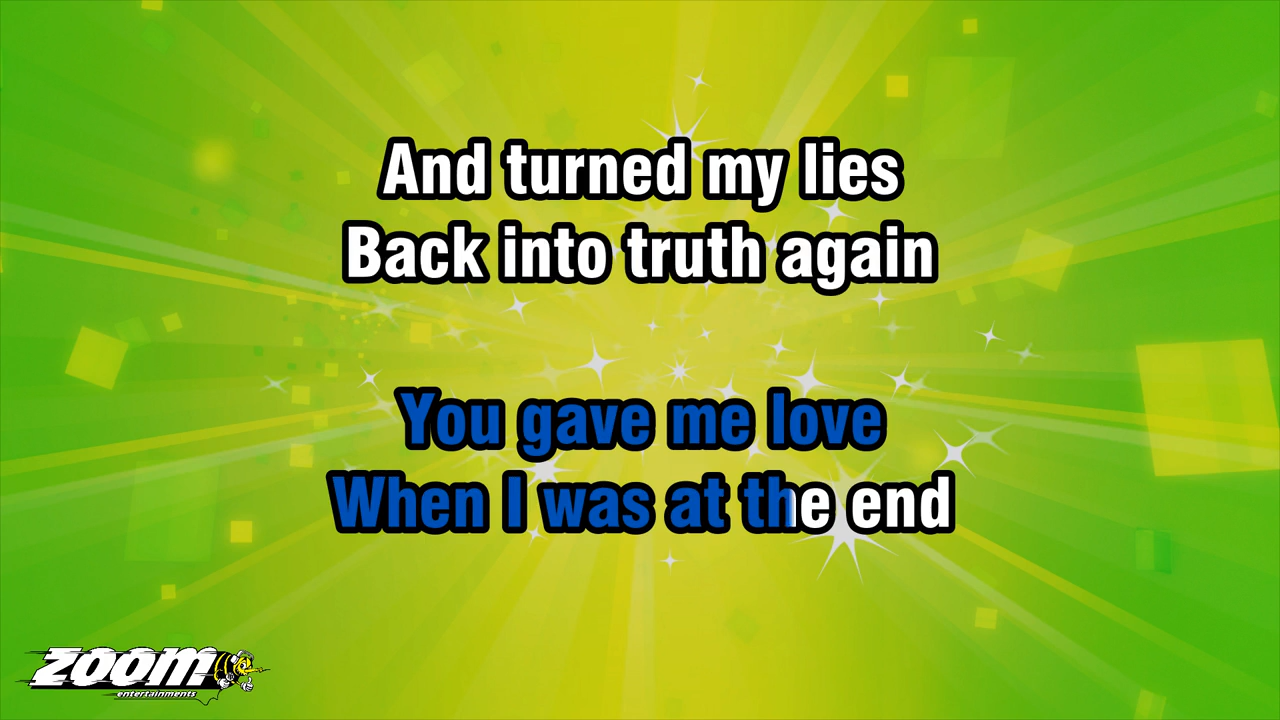 And turned my lies
Back into truth again
You gave me love
When I was at the end
ZOOM
entertainments